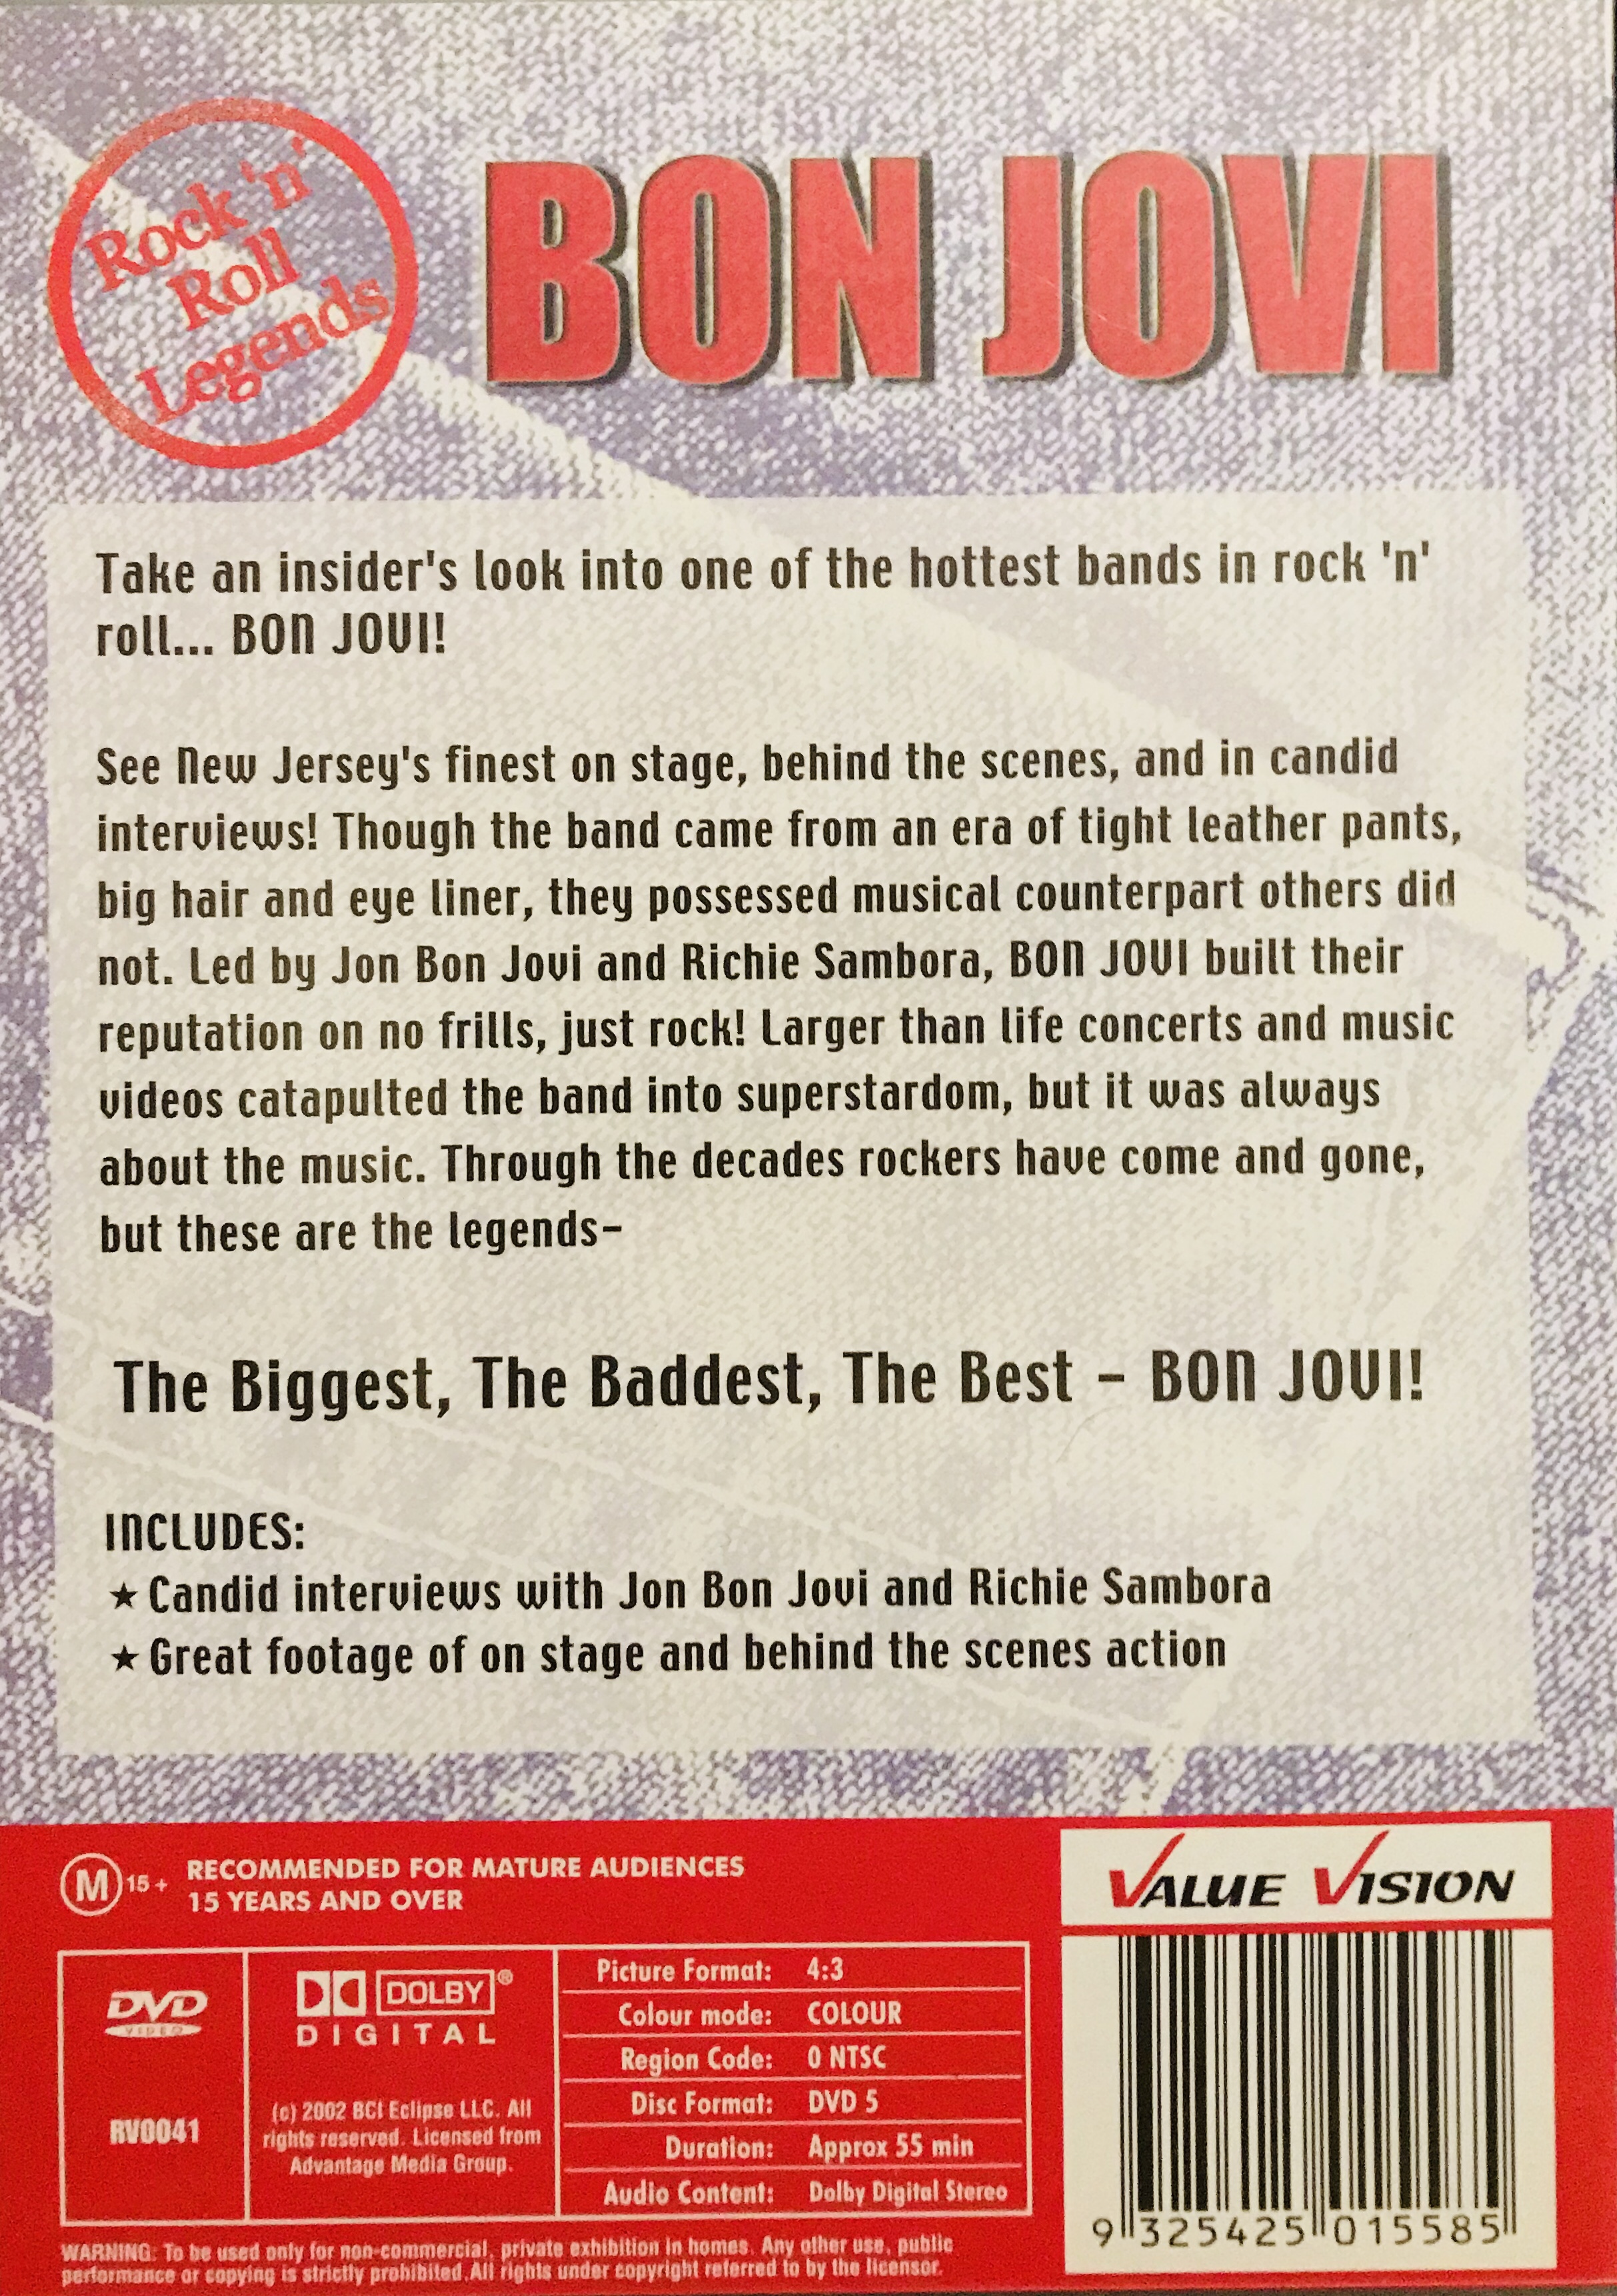 Rock 'n'
Roll
Legends
BON JOVI
Take an insider's look into one of the hottest bands in rock 'n'
roll... BON JOVI!
See New Jersey's finest on stage, behind the scenes, and in candid
interviews! Though the band came from an era of tight leather pants,
big hair and eye liner, they possessed musical counterpart others did
not. Led by Jon Bon Jovi and Richie Sambora, BON JOVI built their
reputation on no frills, just rock! Larger than life concerts and music
videos catapulted the band into superstardom, but it was always
about the music. Through the decades rockers have come and gone,
but these are the legends-
The Biggest, The Baddest, The Best - BON JOVI!
INCLUDES:
★ Candid interviews with Jon Bon Jovi and Richie Sambora
★ Great footage of on stage and behind the scenes action
M 15+ RECOMMENDED FOR MATURE AUDIENCES
15 YEARS AND OVER
DVD
VIDEO
RV0041
DOLBY®
DIGITAL
(c) 2002 BCI Eclipse LLC. All
rights reserved. Licensed from
Advantage Media Group.
Picture Format: 4:3
Colour mode: COLOUR
Region Code: 0 NTSC
Disc Format: DVD 5
Duration: Approx 55 min
Audio Content: Dolby Digital Stereo
VALUE VISION
9 325425 015585
WARNING: To be used only for non-commercial, private exhibition in homes. Any other use, public
performance or copying is strictly prohibited.All rights under copyright referred to by the licensor.